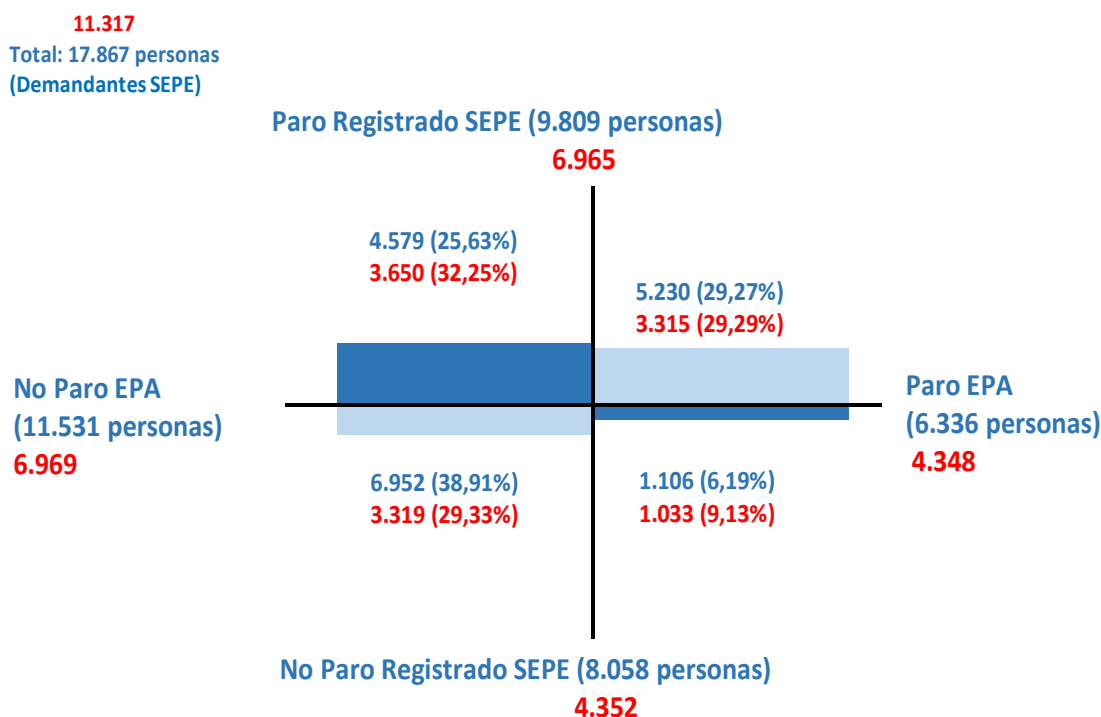 11.317
Total: 17.867 personas
(Demandantes SEPE)
Paro Registrado SEPE (9.809 personas)
6.965
4.579 (25,63%)
3.650 (32,25%)
5.230 (29,27%)
3.315 (29,29%)
No Paro EPA
(11.531 personas)
6.969
Paro EPA
(6.336 personas)
4.348
6.952 (38,91%)
3.319 (29,33%)
1.106 (6,19%)
1.033 (9,13%)
No Paro Registrado SEPE (8.058 personas)
4.352